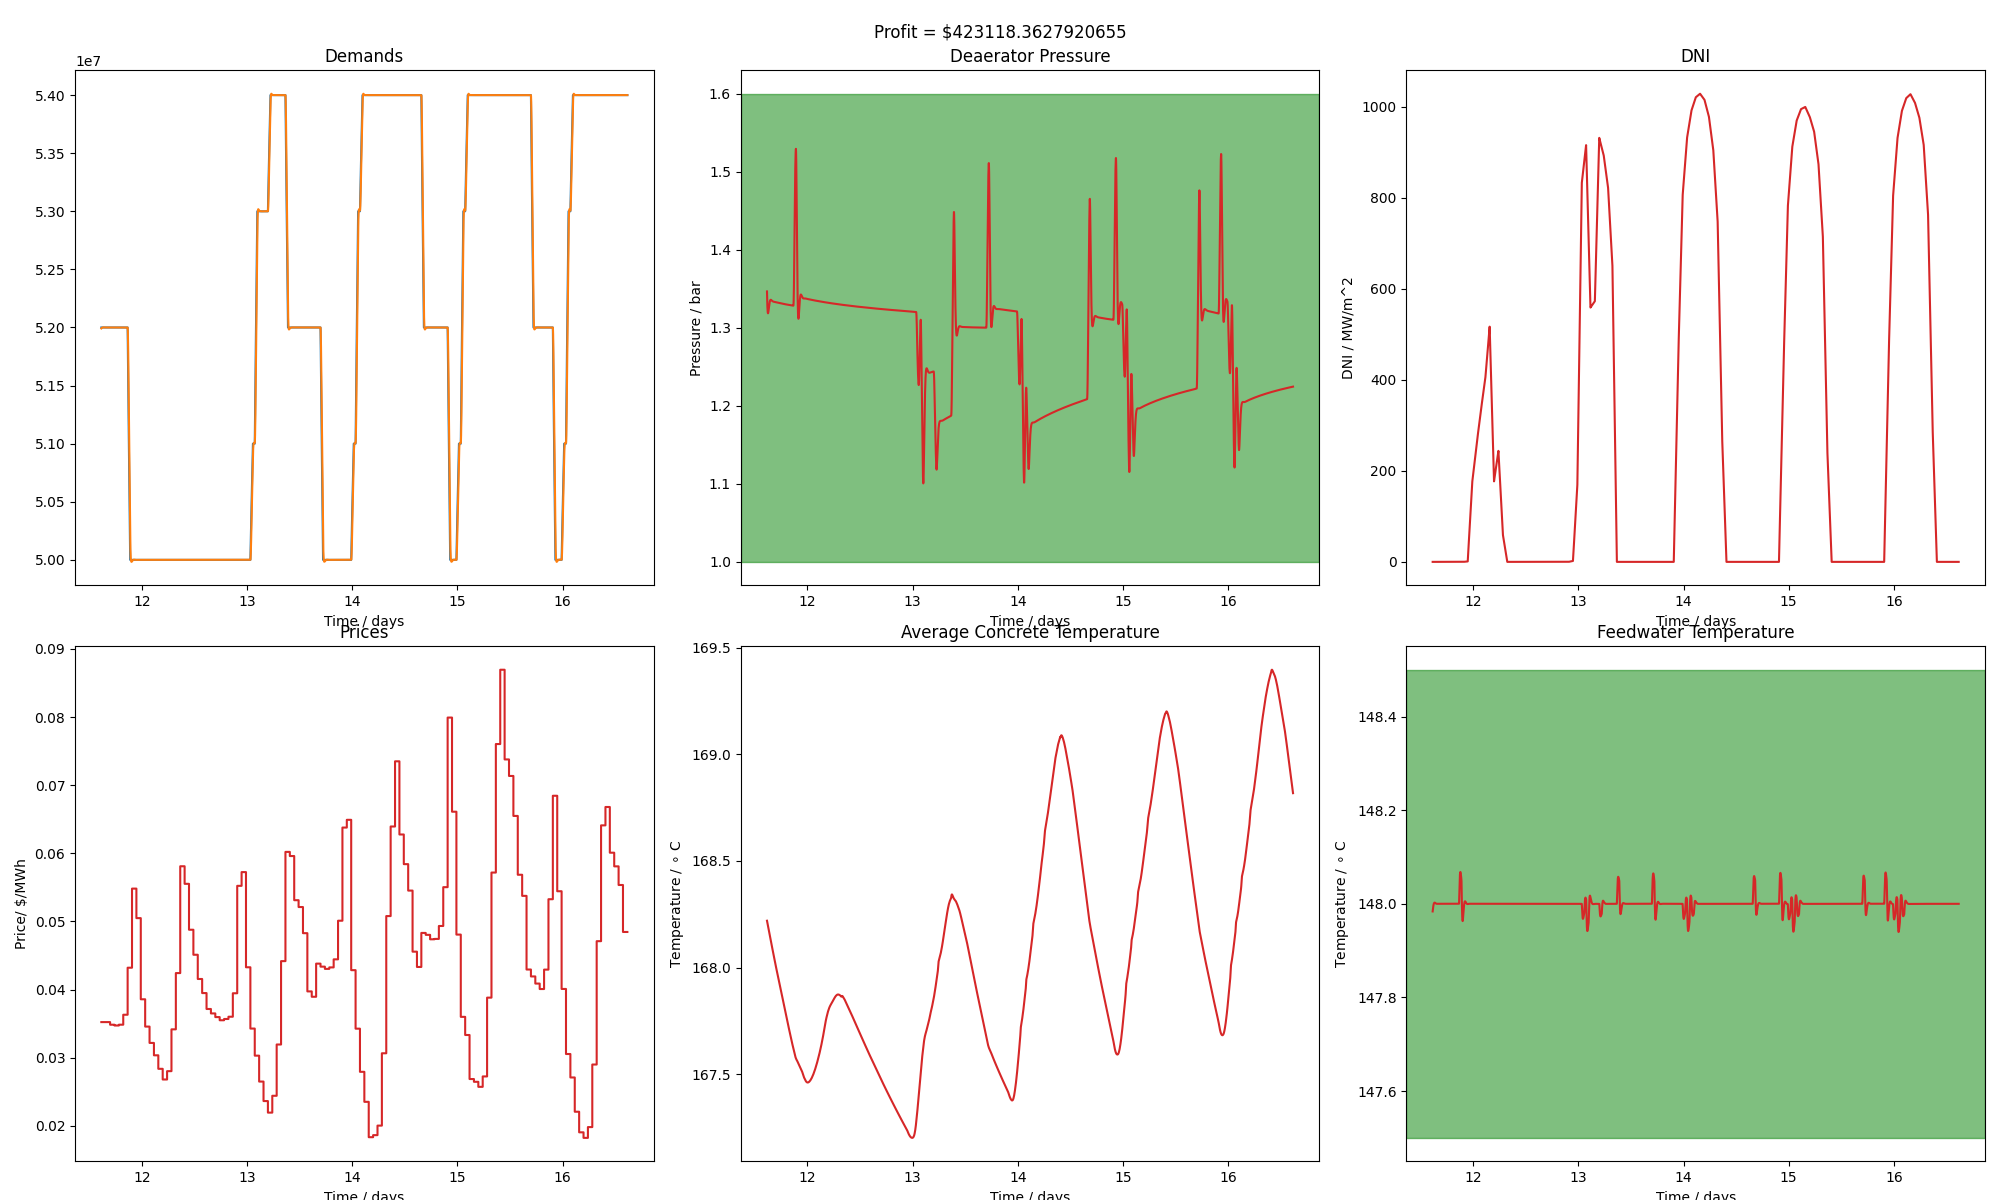 Profit = $423118.3627920655
Demands
1e7
5.40
5.35
5.30
5.25
5.20
5.15
5.10
5.05
5.00
12 13 14 15 16
Time / days
Deaerator Pressure
Pressure / bar
1.6
1.5
1.4
1.3
1.2
1.1
1.0
12 13 14 15 16
Time / days
DNI
DNI / MW/m^2
1000
800
600
400
200
0
12 13 14 15 16
Time / days
Prices
Price/ $/MWh
0.09
0.08
0.07
0.06
0.05
0.04
0.03
0.02
12 13 14 15 16
Time / days
Average Concrete Temperature
Temperature / ∘ C
169.5
169.0
168.5
168.0
167.5
12 13 14 15 16
Time / days
Feedwater Temperature
Temperature / ∘ C
148.4
148.2
148.0
147.8
147.6
12 13 14 15 16
Time / days